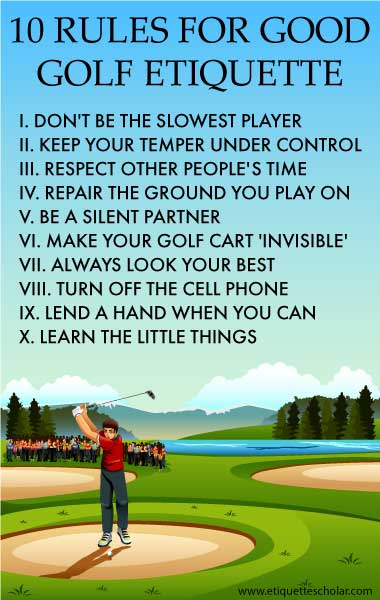 10 RULES FOR GOOD
GOLF ETIQUETTE
I. DON'T BE THE SLOWEST PLAYER
II. KEEP YOUR TEMPER UNDER CONTROL
III. RESPECT OTHER PEOPLE'S TIME
IV. REPAIR THE GROUND YOU PLAY ON
V. BE A SILENT PARTNER
VI. MAKE YOUR GOLF CART 'INVISIBLE'
VII. ALWAYS LOOK YOUR BEST
VIII. TURN OFF THE CELL PHONE
IX. LEND A HAND WHEN YOU CAN
X. LEARN THE LITTLE THINGS
www.etiquettescholar.com